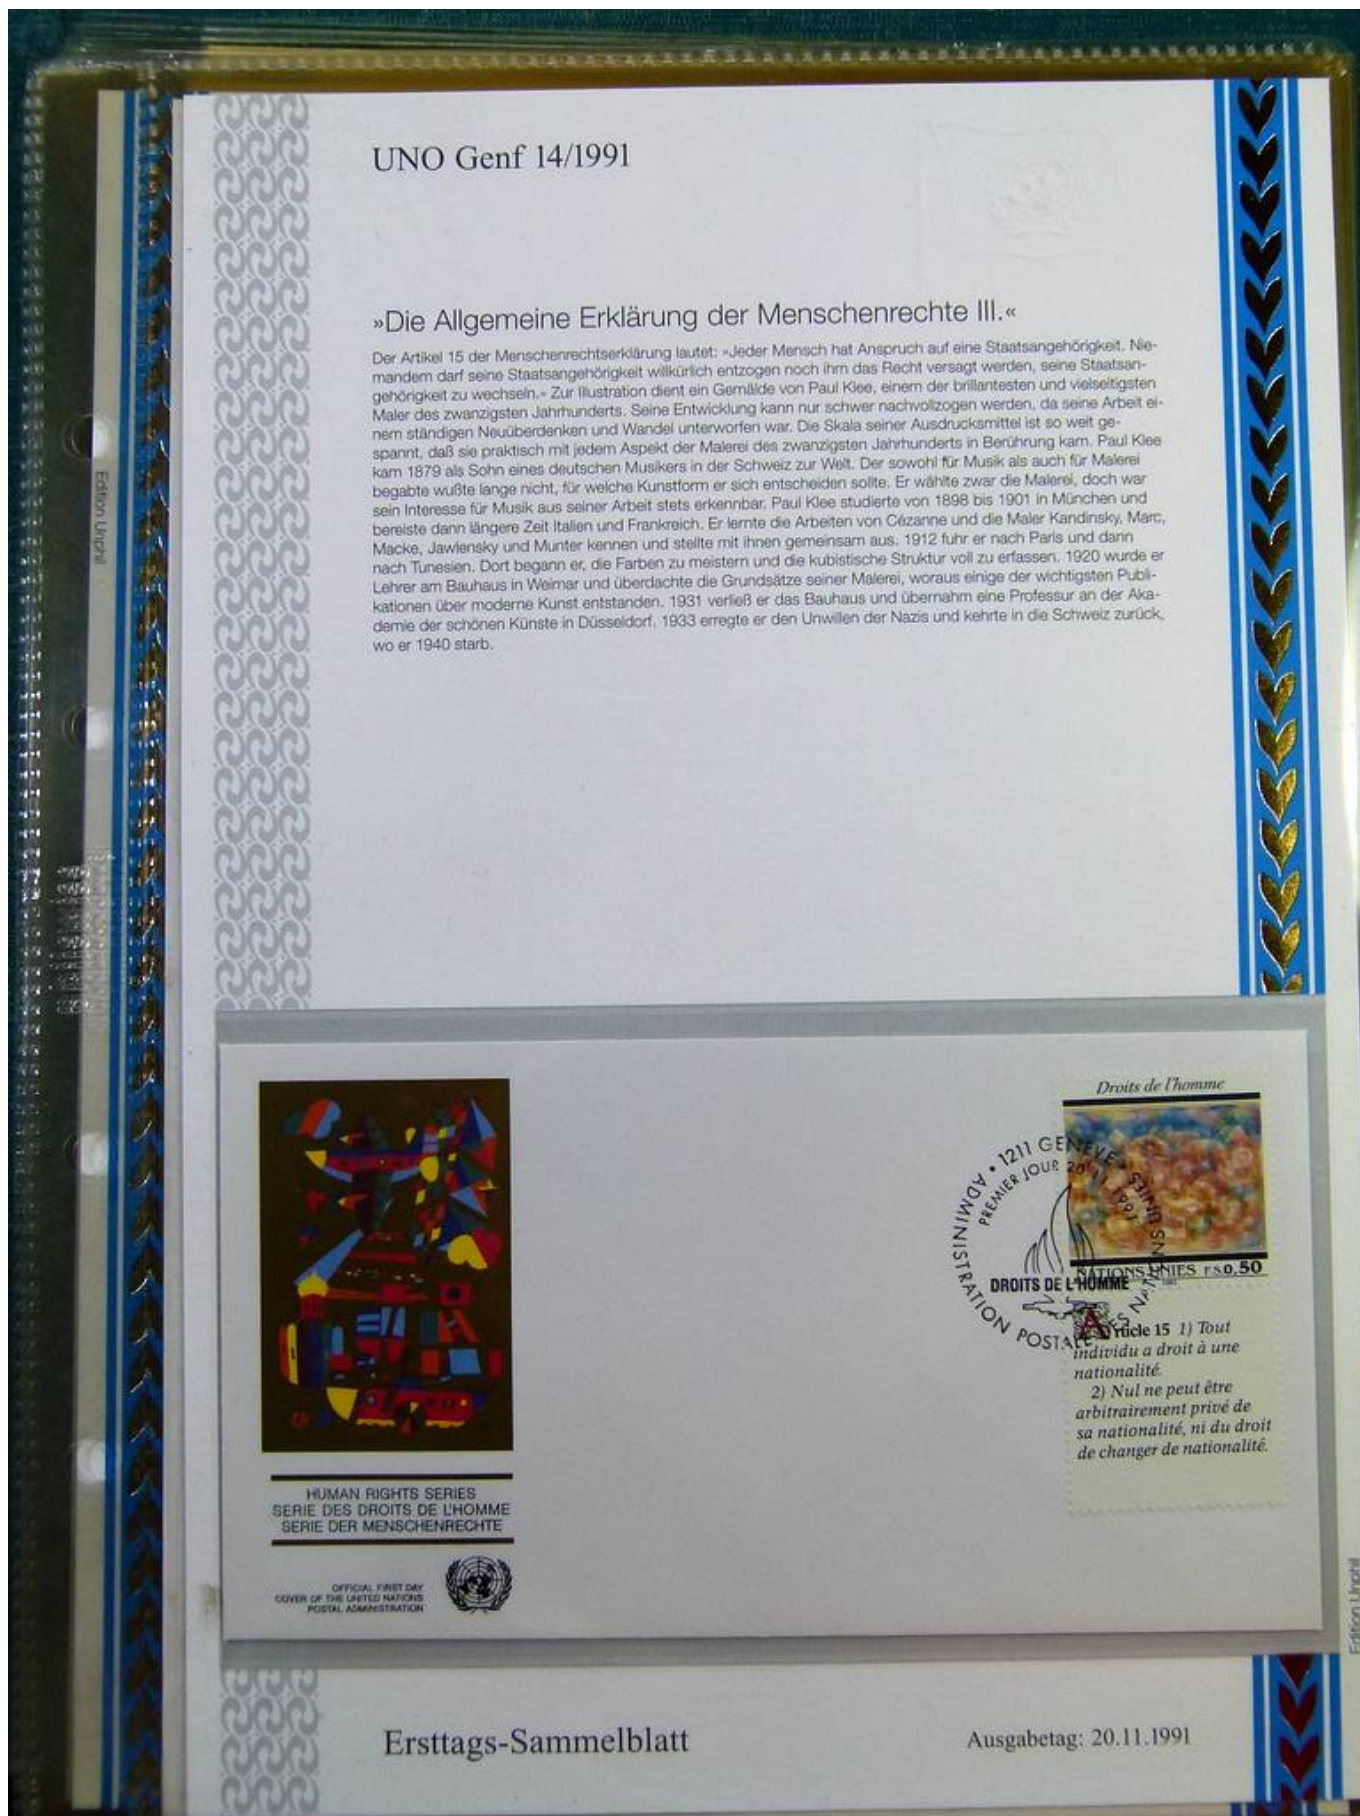 UNO Genf 14/1991
»Die Allgemeine Erklärung der Menschenrechte III.«
Der Artikel 15 der Menschenrechtserklärung lautet: »Jeder Mensch hat Anspruch auf eine Staatsangehörigkeit. Nie-
mandem darf seine Staatsangehörigkeit willkürlich entzogen noch ihm das Recht versagt werden, seine Staatsan-
gehörigkeit zu wechseln.« Zur Illustration dient ein Gemälde von Paul Klee, einem der brillantesten und vielseitigsten
Maler des zwanzigsten Jahrhunderts. Seine Entwicklung kann nur schwer nachvollzogen werden, da seine Arbeit ei-
nem ständigen Neuüberdenken und Wandel unterworfen war. Die Skala seiner Ausdrucksmittel ist so weit ge-
spannt, daß sie praktisch mit jedem Aspekt der Malerei des zwanzigsten Jahrhunderts in Berührung kam. Paul Klee
kam 1879 als Sohn eines deutschen Musikers in der Schweiz zur Welt. Der sowohl für Musik als auch für Malerei
begabte wußte lange nicht, für welche Kunstform er sich entscheiden sollte. Er wählte zwar die Malerei, doch war
sein Interesse für Musik aus seiner Arbeit stets erkennbar. Paul Klee studierte von 1898 bis 1901 in München und
bereiste dann längere Zeit Italien und Frankreich. Er lernte die Arbeiten von Cézanne und die Maler Kandinsky, Marc,
Macke, Jawlensky und Munter kennen und stellte mit ihnen gemeinsam aus. 1912 fuhr er nach Paris und dann
nach Tunesien. Dort begann er, die Farben zu meistern und die kubistische Struktur voll zu erfassen. 1920 wurde er
Lehrer am Bauhaus in Weimar und überdachte die Grundsätze seiner Malerei, woraus einige der wichtigsten Publi-
kationen über moderne Kunst entstanden. 1931 verließ er das Bauhaus und übernahm eine Professur an der Aka-
demie der schönen Künste in Düsseldorf. 1933 erregte er den Unwillen der Nazis und kehrte in die Schweiz zurück,
wo er 1940 starb.
Edition Unphil
Droits de l'homme
ADMINISTRATION POSTALE DES NATIONS UNIES • 1211 GENEVE •
PREMIER JOUR 20.11.1991
DROITS DE L'HOMME
NATIONS UNIES F.S.0,50
Article 15 1) Tout
individu a droit à une
nationalité.
2) Nul ne peut être
arbitrairement privé de
sa nationalité, ni du droit
de changer de nationalité.
HUMAN RIGHTS SERIES
SERIE DES DROITS DE L'HOMME
SERIE DER MENSCHENRECHTE
OFFICIAL FIRST DAY
COVER OF THE UNITED NATIONS
POSTAL ADMINISTRATION
Edition Unphil
Ersttags-Sammelblatt
Ausgabetag: 20.11.1991